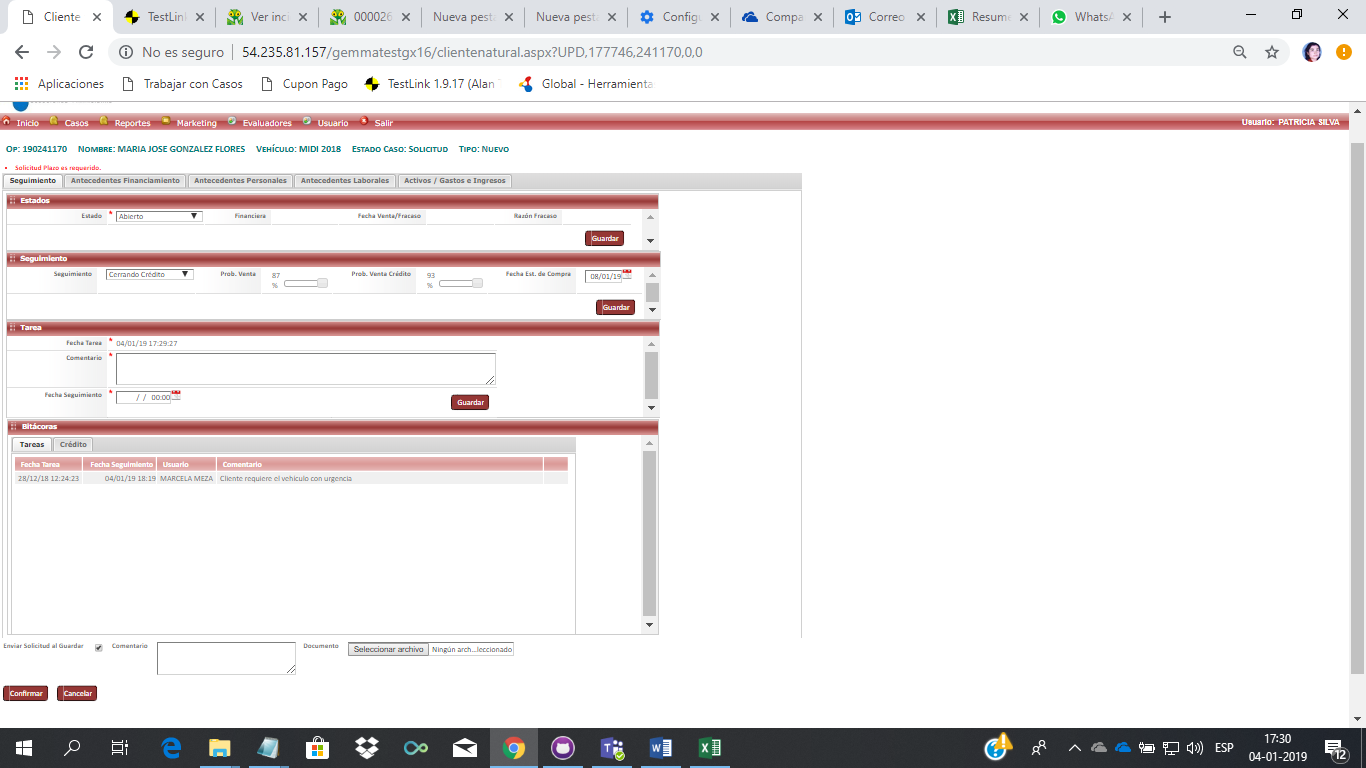 Cliente
TestLink
Ver inci
000026
Nueva pest
Nueva pest
Configu
Compa
Correo
Resume
WhatsA
No es seguro | 54.235.81.157/gemmatestgx16/clientenatural.aspx?UPD,177746,241170,0,0
Aplicaciones Trabajar con Casos Cupon Pago TestLink 1.9.17 (Alan Global - Herramienta
Inicio Casos Reportes Marketing Evaluadores Usuario Salir Usuario: PATRICIA SILVA
Op: 190241170 Nombre: MARIA JOSE GONZALEZ FLORES Vehículo: MIDI 2018 Estado Caso: Solicitud Tipo: Nuevo
• Solicitud Plazo es requerido.
Seguimiento Antecedentes Financiamiento Antecedentes Personales Antecedentes Laborales Activos / Gastos e Ingresos
Estados
Estado * Abierto Financiera Fecha Venta/Fracaso Razón Fracaso
Guardar
Seguimiento
Seguimiento Cerrando Crédito Prob. Venta 87 % Prob. Venta Crédito 93 % Fecha Est. de Compra 08/01/19
Guardar
Tarea
Fecha Tarea * 04/01/19 17:29:27
Comentario *
Fecha Seguimiento * / / 00:00 Guardar
Bitácoras
Tareas Crédito
Fecha Tarea Fecha Seguimiento Usuario Comentario
28/12/18 12:24:23 04/01/19 18:19 MARCELA MEZA Cliente requiere el vehículo con urgencia
Enviar Solicitud al Guardar Comentario Documento Seleccionar archivo Ningún arch...leccionado
Confirmar Cancelar
ESP 17:30
04-01-2019
12